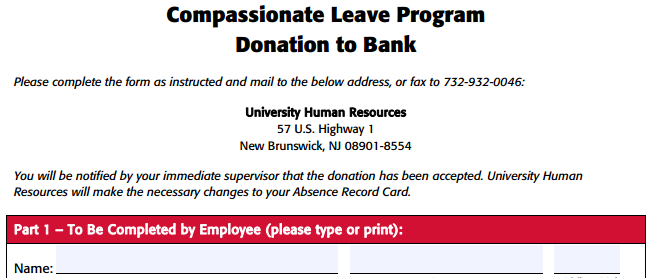 Compassionate Leave Program
Donation to Bank
Please complete the form as instructed and mail to the below address, or fax to 732-932-0046:
University Human Resources
57 U.S. Highway 1
New Brunswick, NJ 08901-8554
You will be notified by your immediate supervisor that the donation has been accepted. University Human
Resources will make the necessary changes to your Absence Record Card.
Part 1 – To Be Completed by Employee (please type or print):
Name: